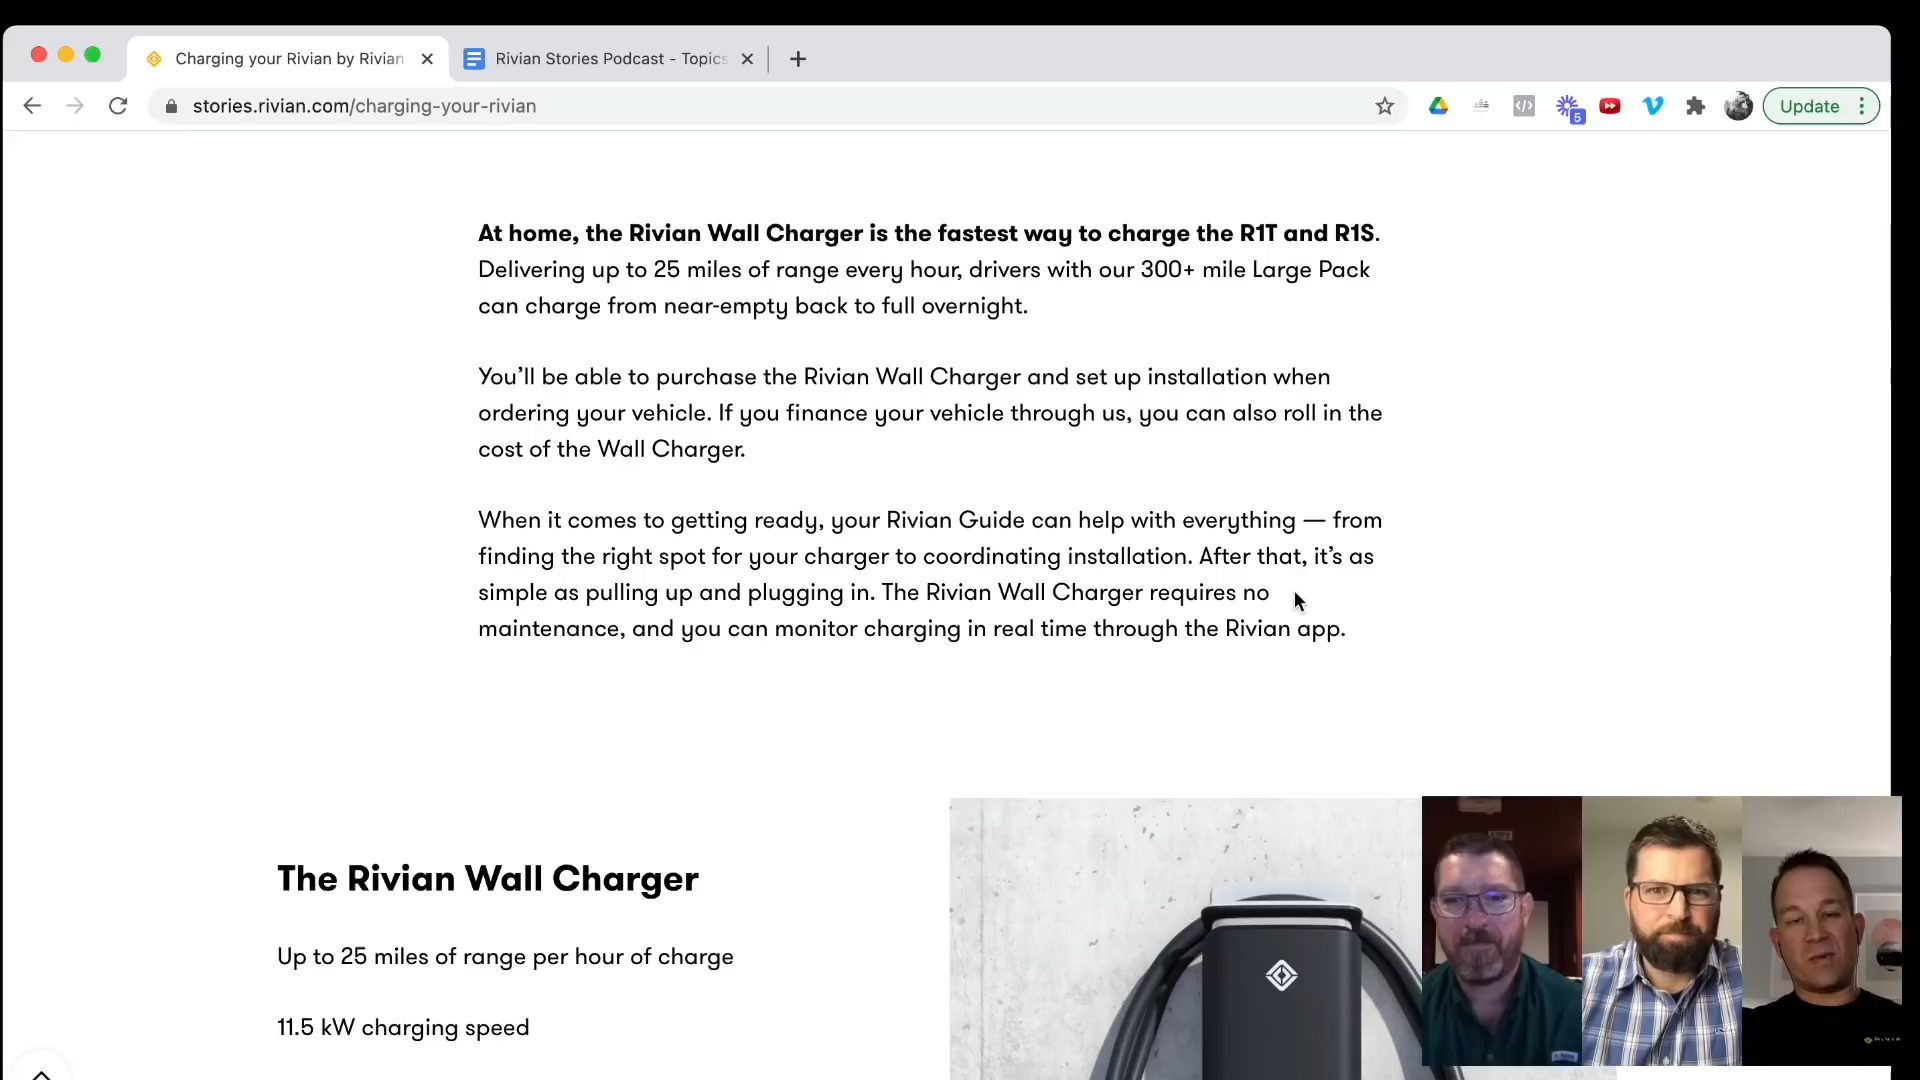 Charging your Rivian by Rivian
Rivian Stories Podcast - Topics
stories.rivian.com/charging-your-rivian
5
Update
At home, the Rivian Wall Charger is the fastest way to charge the R1T and R1S.
Delivering up to 25 miles of range every hour, drivers with our 300+ mile Large Pack
can charge from near-empty back to full overnight.
You’ll be able to purchase the Rivian Wall Charger and set up installation when
ordering your vehicle. If you finance your vehicle through us, you can also roll in the
cost of the Wall Charger.
When it comes to getting ready, your Rivian Guide can help with everything — from
finding the right spot for your charger to coordinating installation. After that, it’s as
simple as pulling up and plugging in. The Rivian Wall Charger requires no
maintenance, and you can monitor charging in real time through the Rivian app.
The Rivian Wall Charger
Up to 25 miles of range per hour of charge
11.5 kW charging speed